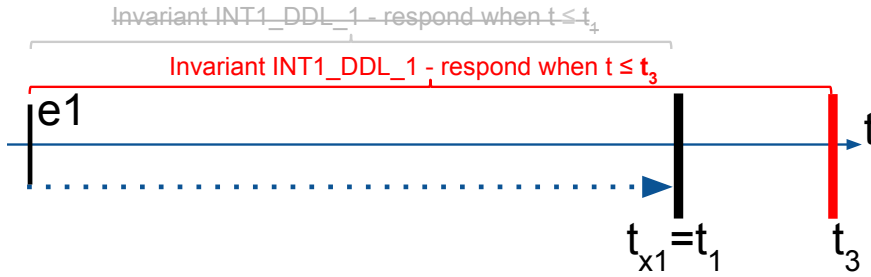 Invariant INT1_DDL_1 - respond when t ≤ t₁
Invariant INT1_DDL_1 - respond when t ≤ t₃
e1
t
tₓ₁=t₁
t₃